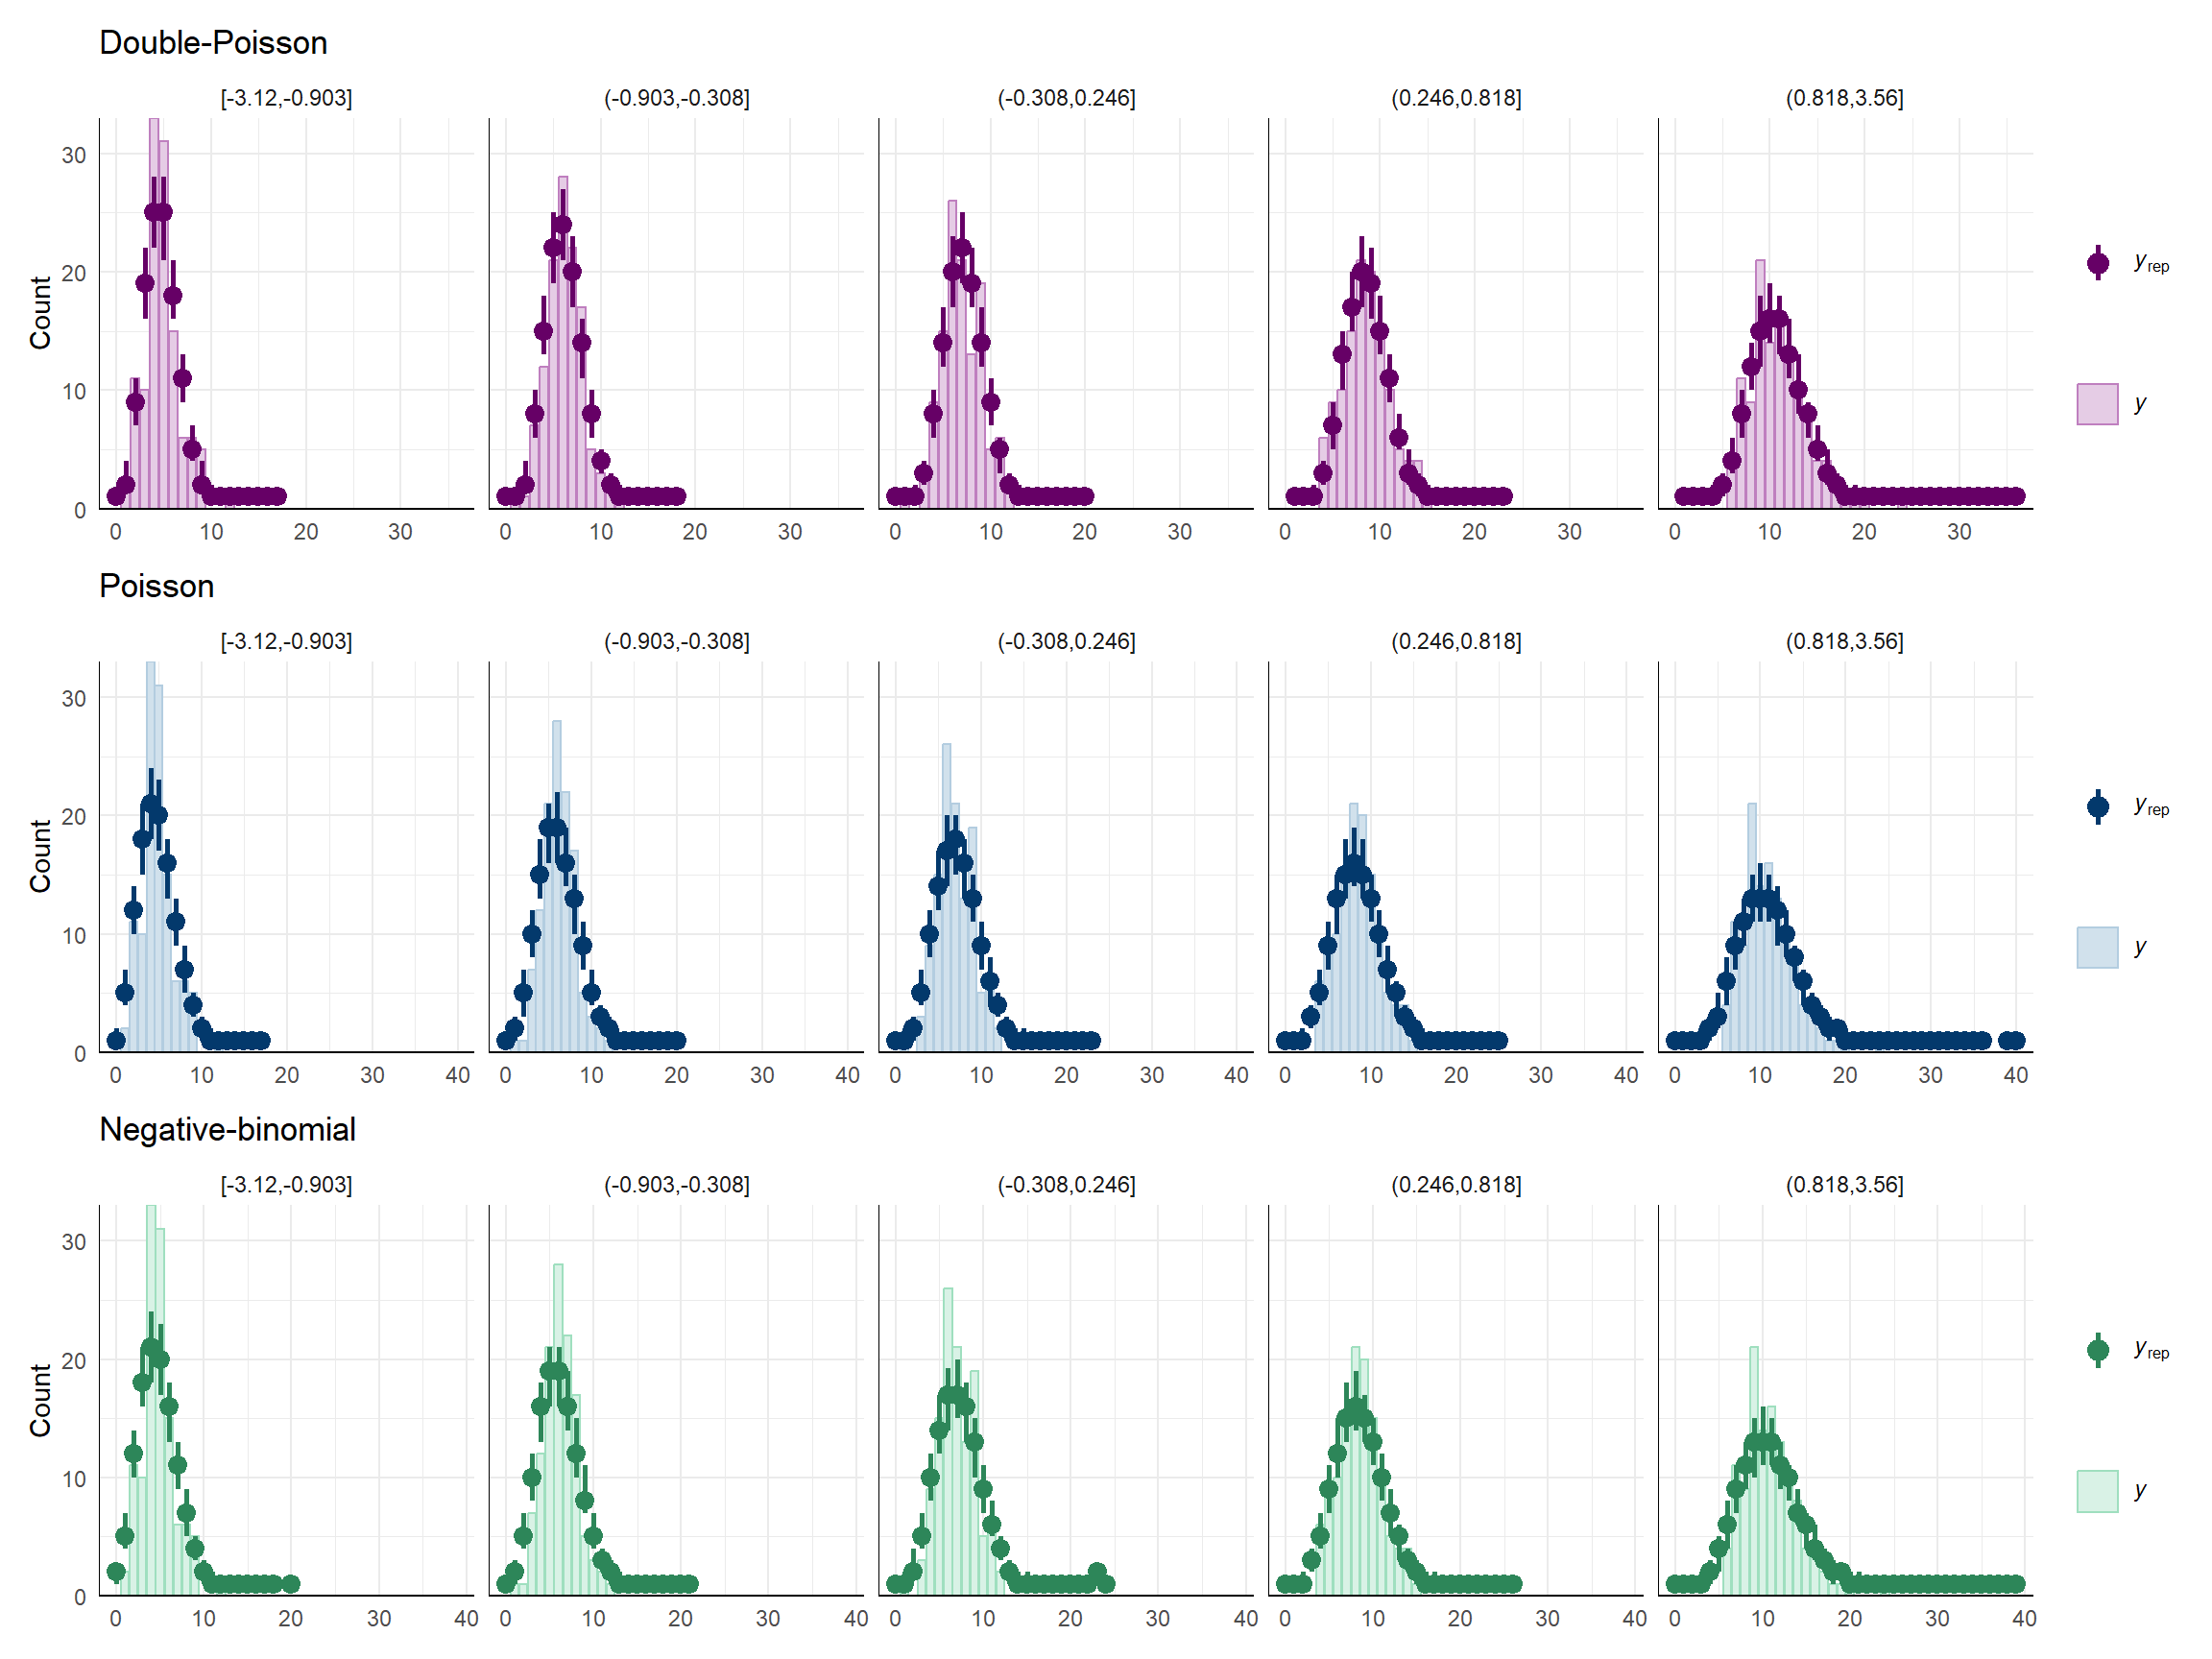 Double-Poisson
[-3.12,-0.903] (-0.903,-0.308] (-0.308,0.246] (0.246,0.818] (0.818,3.56]
30
20
10
0
Count
0 10 20 30 0 10 20 30 0 10 20 30 0 10 20 30 0 10 20 30
yrep
y
Poisson
[-3.12,-0.903] (-0.903,-0.308] (-0.308,0.246] (0.246,0.818] (0.818,3.56]
30
20
10
0
Count
0 10 20 30 40 0 10 20 30 40 0 10 20 30 40 0 10 20 30 40 0 10 20 30 40
yrep
y
Negative-binomial
[-3.12,-0.903] (-0.903,-0.308] (-0.308,0.246] (0.246,0.818] (0.818,3.56]
30
20
10
0
Count
0 10 20 30 40 0 10 20 30 40 0 10 20 30 40 0 10 20 30 40 0 10 20 30 40
yrep
y